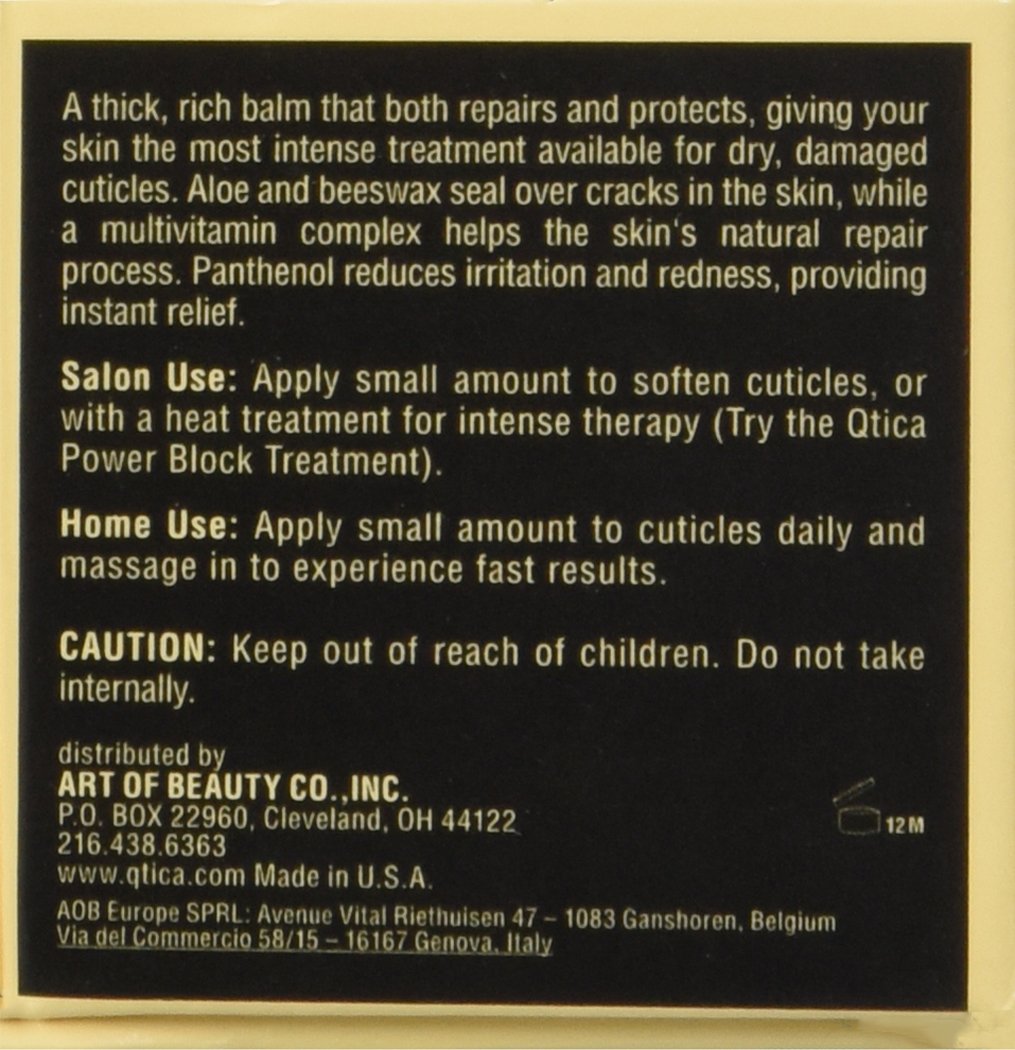 A thick, rich balm that both repairs and protects, giving your
skin the most intense treatment available for dry, damaged
cuticles. Aloe and beeswax seal over cracks in the skin, while
a multivitamin complex helps the skin's natural repair
process. Panthenol reduces irritation and redness, providing
instant relief.
Salon Use: Apply small amount to soften cuticles, or
with a heat treatment for intense therapy (Try the Qtica
Power Block Treatment).
Home Use: Apply small amount to cuticles daily and
massage in to experience fast results.
CAUTION: Keep out of reach of children. Do not take
internally.
distributed by
ART OF BEAUTY CO.,INC.
P.O. BOX 22960, Cleveland, OH 44122
216.438.6363
www.qtica.com Made in U.S.A.
12M
AOB Europe SPRL: Avenue Vital Riethuisen 47 – 1083 Ganshoren, Belgium
Via del Commercio 58/15 – 16167 Genova, Italy